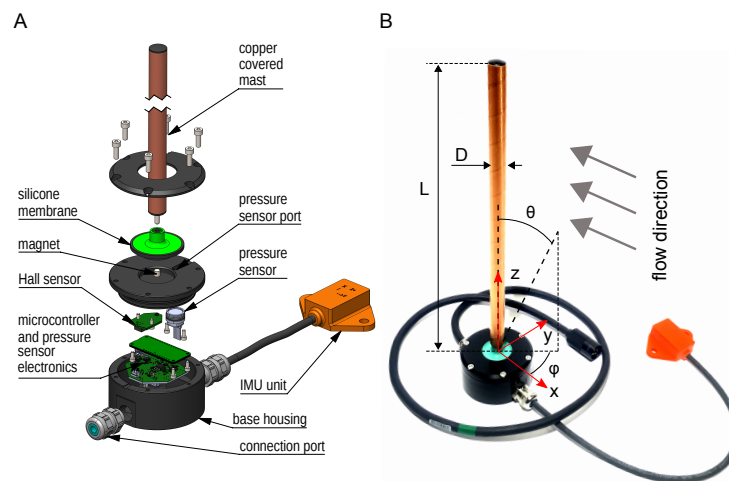 A
copper
covered
mast
silicone
membrane
pressure
sensor port
magnet
pressure
sensor
Hall sensor
microcontroller
and pressure
sensor
electronics
IMU unit
base housing
connection port
B
D
L
θ
flow direction
z
y
φ
x